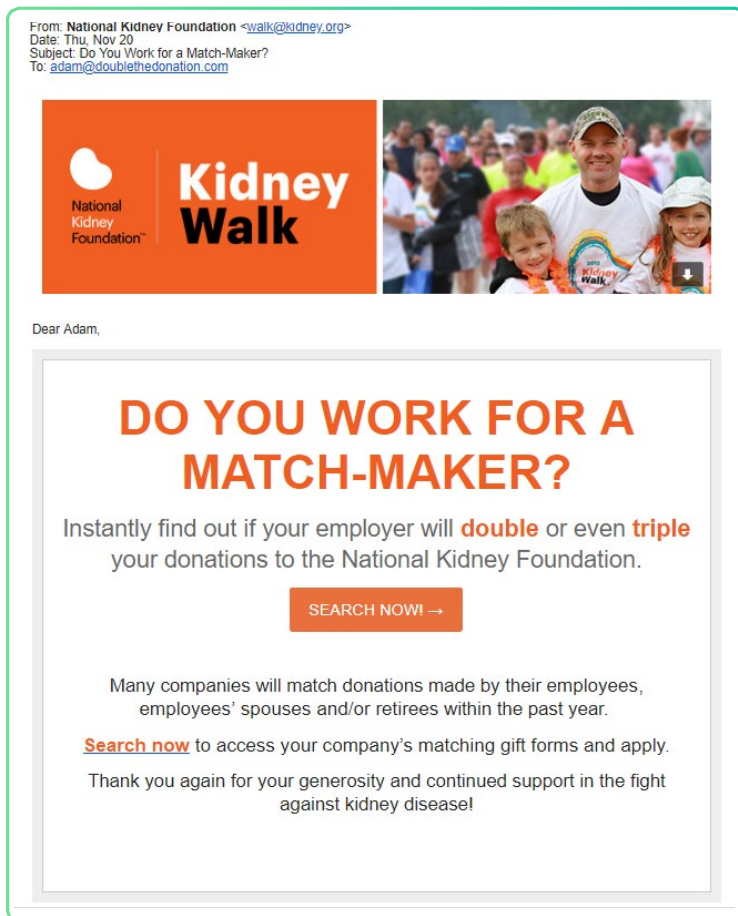 From: National Kidney Foundation <walk@kidney.org>
Date: Thu, Nov 20
Subject: Do You Work for a Match-Maker?
To: adam@doublethedonation.com
National
Kidney
Foundation™
Kidney
Walk
2013
Kidney
Walk
Dear Adam,
DO YOU WORK FOR A
MATCH-MAKER?
Instantly find out if your employer will double or even triple
your donations to the National Kidney Foundation.
SEARCH NOW! →
Many companies will match donations made by their employees,
employees' spouses and/or retirees within the past year.
Search now to access your company's matching gift forms and apply.
Thank you again for your generosity and continued support in the fight
against kidney disease!